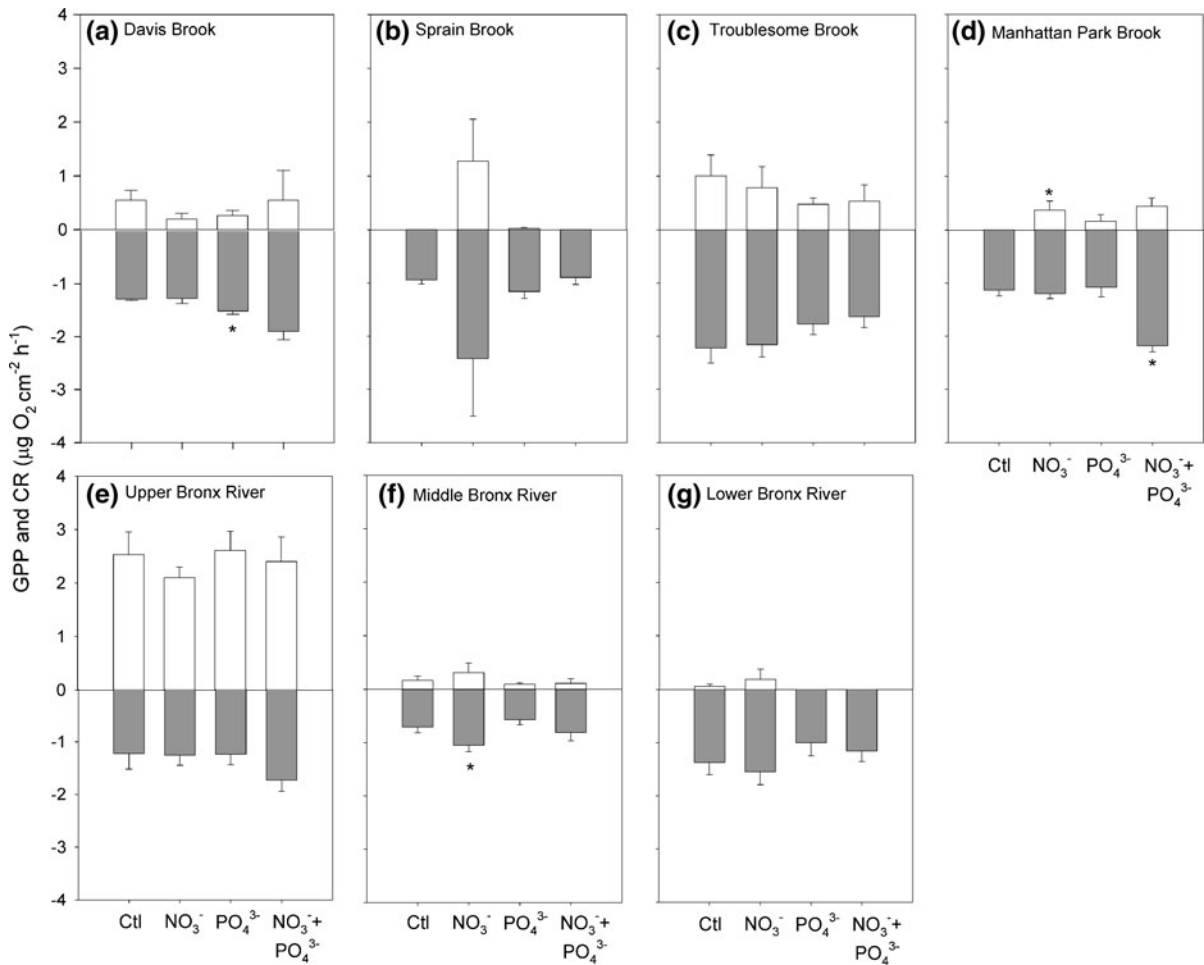 (a) Davis Brook
(b) Sprain Brook
(c) Troublesome Brook
(d) Manhattan Park Brook
4
3
2
1
0
-1
-2
-3
-4
*
*
*
Ctl NO₃⁻ PO₄³⁻ NO₃⁻+
PO₄³⁻
GPP and CR (µg O₂ cm⁻² h⁻¹)
(e) Upper Bronx River
(f) Middle Bronx River
(g) Lower Bronx River
4
3
2
1
0
-1
-2
-3
-4
*
Ctl NO₃⁻ PO₄³⁻ NO₃⁻+
PO₄³⁻
Ctl NO₃⁻ PO₄³⁻ NO₃⁻+
PO₄³⁻
Ctl NO₃⁻ PO₄³⁻ NO₃⁻+
PO₄³⁻